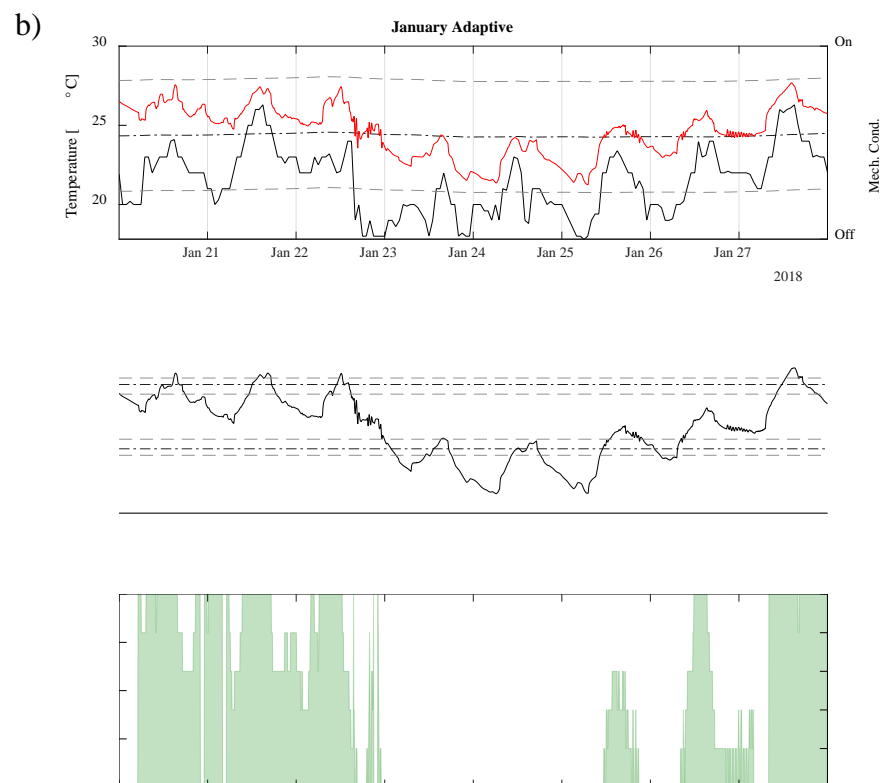 b)
January Adaptive
30
On
25
20
Off
Temperature [ ° C]
Mech. Cond.
Jan 21 Jan 22 Jan 23 Jan 24 Jan 25 Jan 26 Jan 27
2018